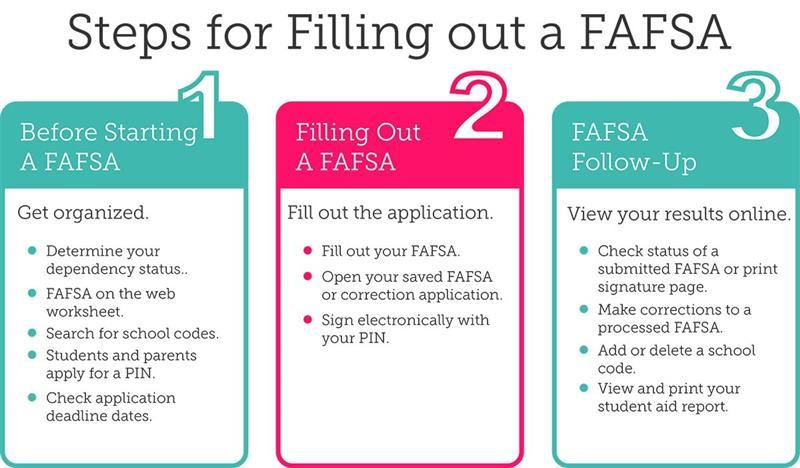 Steps for Filling out a FAFSA
1
Before Starting
A FAFSA
Get organized.
Determine your
dependency status..
FAFSA on the web
worksheet.
Search for school codes.
Students and parents
apply for a PIN.
Check application
deadline dates.
2
Filling Out
A FAFSA
Fill out the application.
Fill out your FAFSA.
Open your saved FAFSA
or correction application.
Sign electronically with
your PIN.
3
FAFSA
Follow-Up
View your results online.
Check status of a
submitted FAFSA or print
signature page.
Make corrections to a
processed FAFSA.
Add or delete a school
code.
View and print your
student aid report.